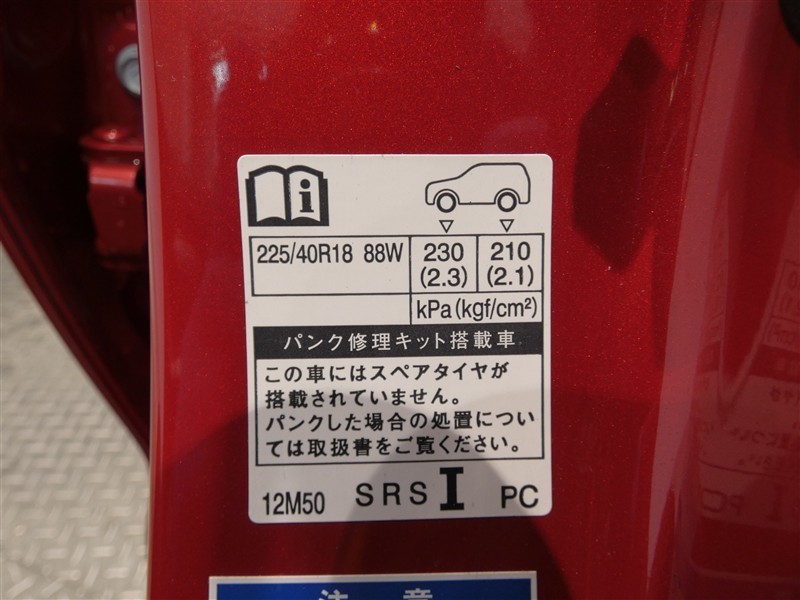 i
225/40R18 88W 230 210
(2.3) (2.1)
kPa(kgf/cm²)
パンク修理キット搭載車
この車にはスペアタイヤが
搭載されていません。
パンクした場合の処置につい
ては取扱書をご覧ください。
12M50 SRS I PC
注 意